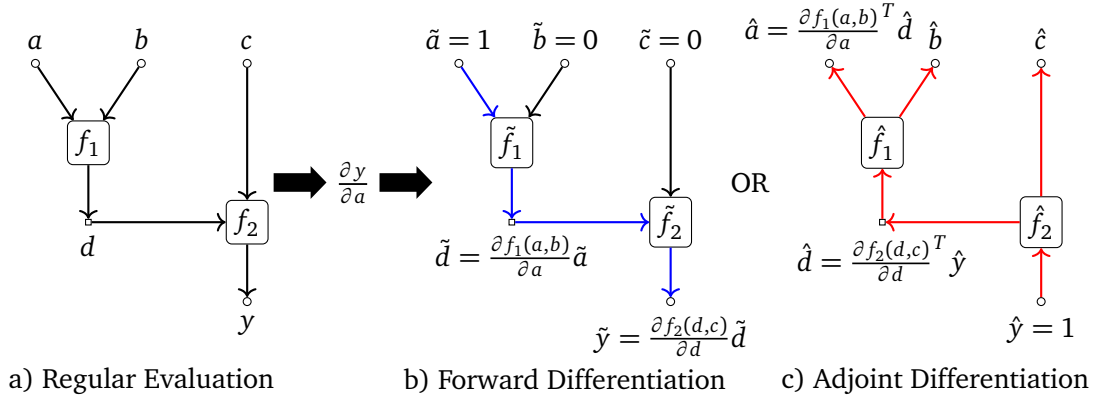 a b c
f₁
f₂
d
y
a) Regular Evaluation
∂y/∂a
ã = 1 b̃ = 0 c̃ = 0
f̃₁
f̃₂
d̃ = ∂f₁(a,b)/∂a ã
ỹ = ∂f₂(d,c)/∂d d̃
b) Forward Differentiation
OR
â = ∂f₁(a,b)/∂a ᵀ d̂ b̂ ĉ
f̂₁
f̂₂
d̂ = ∂f₂(d,c)/∂d ᵀ ŷ
ŷ = 1
c) Adjoint Differentiation